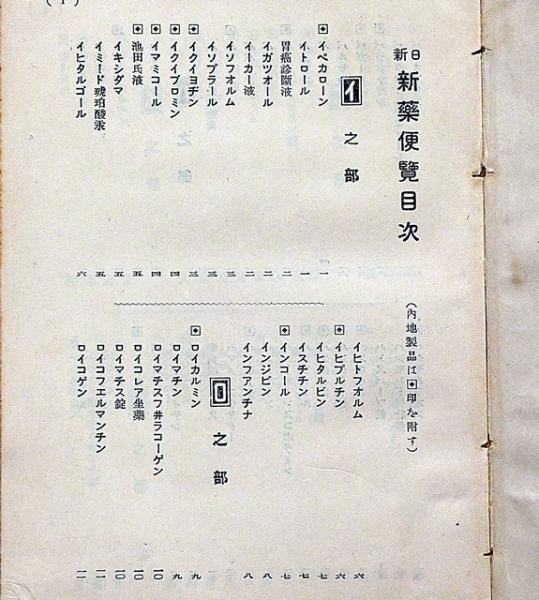 (1)
日新 新藥便覽目次
(內地製品は◈印を附す)
イ之部
◈イペカローン 一
イトロール 一
胃癌診斷液 二
イガツオール 二
イーカー液 二
イソフオルム 三
イソプラール 三
◈イクイヨヂン 三
◈イクイブロミン 四
◈イマミコール 四
◈池田氏液 五
イキシダマ 五
イミード琥珀酸汞 五
イヒタルゴール 六
イヒトフオルム 六
◈イヒプルチン 六
イヒタルビン 七
イスチチン 七
◈インコール 七
インジピン 八
インフアンチナ 八
ロ之部
◈ロイカルミン 九
ロイマチン 九
ロイマチスフ井ラコーゲン 一〇
◈ロイコレア坐藥 一〇
ロイマチス錠 一〇
ロイコフエルマンチン 一一
ロイコゲン 一一